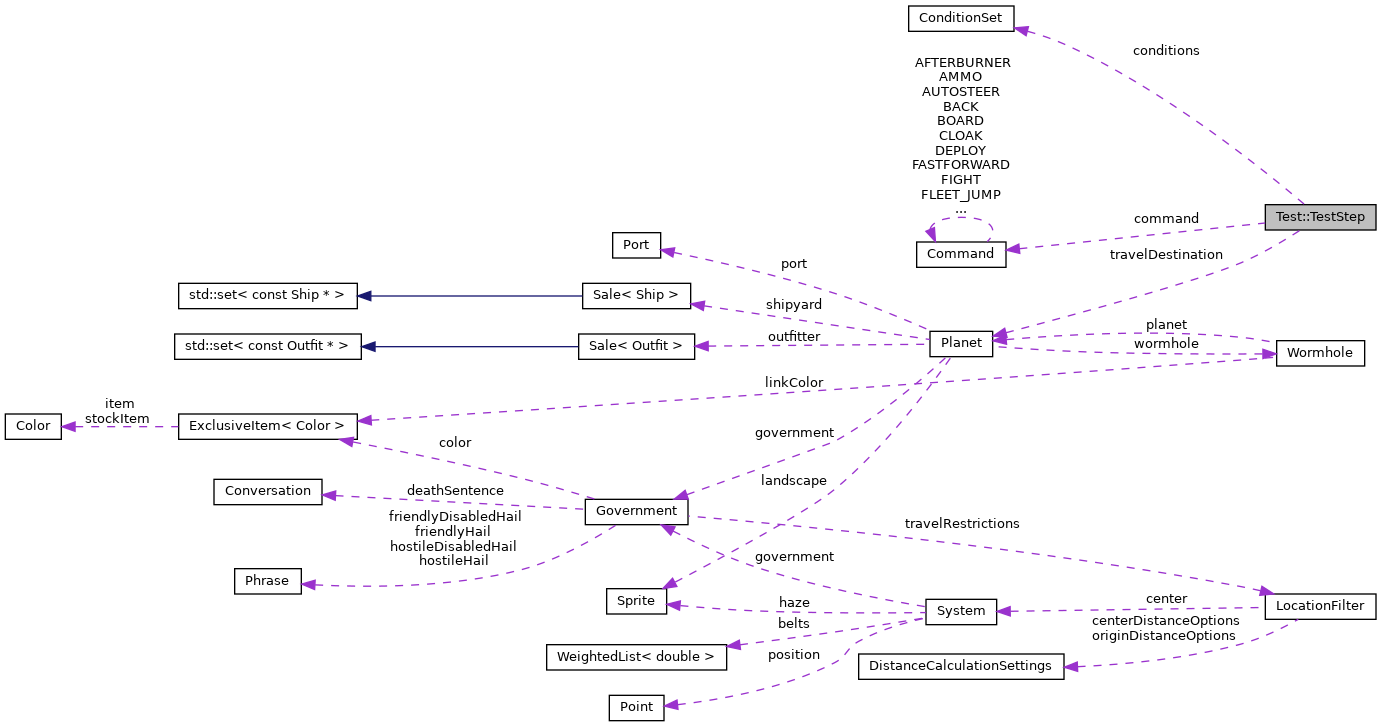 ConditionSet
conditions
AFTERBURNER
AMMO
AUTOSTEER
BACK
BOARD
CLOAK
DEPLOY
FASTFORWARD
FIGHT
FLEET_JUMP
...
Test::TestStep
command
Command
Port
travelDestination
port
std::set< const Ship * >
Sale< Ship >
shipyard
planet
outfitter
std::set< const Outfit * >
Sale< Outfit >
Planet
wormhole
Wormhole
linkColor
item
stockItem
Color
ExclusiveItem< Color >
color
government
landscape
Conversation
deathSentence
Government
friendlyDisabledHail
friendlyHail
hostileDisabledHail
hostileHail
travelRestrictions
government
Phrase
Sprite
haze
System
center
LocationFilter
belts
centerDistanceOptions
originDistanceOptions
WeightedList< double >
position
DistanceCalculationSettings
Point